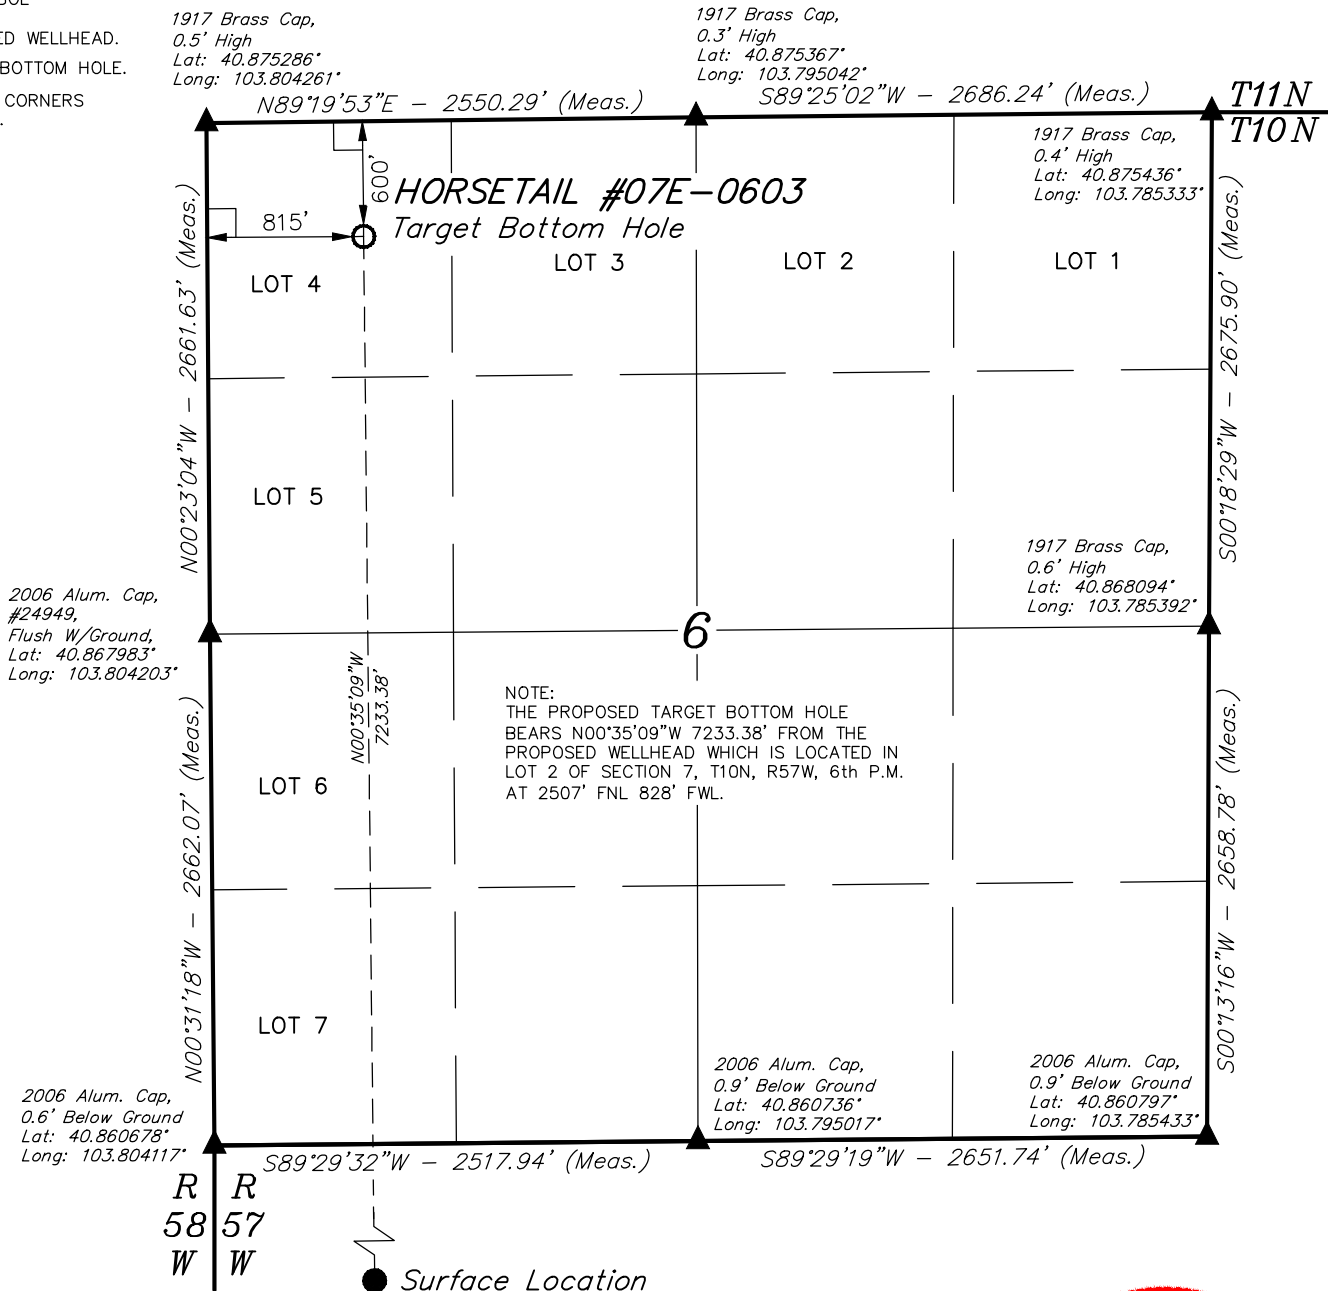 ED WELLHEAD.
BOTTOM HOLE.
CORNERS
1917 Brass Cap,
0.5' High
Lat: 40.875286°
Long: 103.804261°
1917 Brass Cap,
0.3' High
Lat: 40.875367°
Long: 103.795042°
N89°19'53"E - 2550.29' (Meas.)
S89°25'02"W - 2686.24' (Meas.)
T11N
T10N
1917 Brass Cap,
0.4' High
Lat: 40.875436°
Long: 103.785333°
600'
HORSETAIL #07E-0603
Target Bottom Hole
815'
LOT 4
LOT 3
LOT 2
LOT 1
N00°23'04"W - 2661.63' (Meas.)
S00°18'29"W - 2675.90' (Meas.)
LOT 5
1917 Brass Cap,
0.6' High
Lat: 40.868094°
Long: 103.785392°
2006 Alum. Cap,
#24949,
Flush W/Ground,
Lat: 40.867983°
Long: 103.804203°
6
N00°35'09"W
7233.38'
NOTE:
THE PROPOSED TARGET BOTTOM HOLE
BEARS N00°35'09"W 7233.38' FROM THE
PROPOSED WELLHEAD WHICH IS LOCATED IN
LOT 2 OF SECTION 7, T10N, R57W, 6th P.M.
AT 2507' FNL 828' FWL.
LOT 6
N00°31'18"W - 2662.07' (Meas.)
S00°13'16"W - 2658.78' (Meas.)
LOT 7
2006 Alum. Cap,
0.6' Below Ground
Lat: 40.860678°
Long: 103.804117°
2006 Alum. Cap,
0.9' Below Ground
Lat: 40.860736°
Long: 103.795017°
2006 Alum. Cap,
0.9' Below Ground
Lat: 40.860797°
Long: 103.785433°
S89°29'32"W - 2517.94' (Meas.)
S89°29'19"W - 2651.74' (Meas.)
R R
58 57
W W
Surface Location